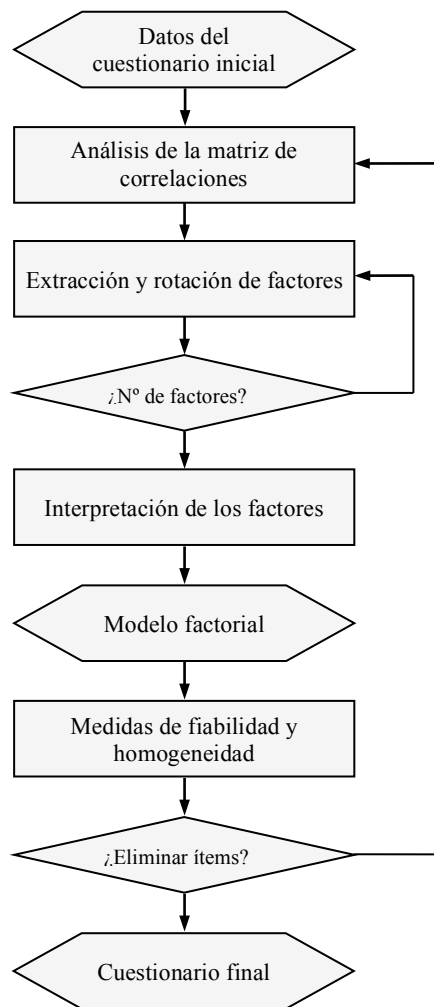 Datos del
cuestionario inicial
Análisis de la matriz de
correlaciones
Extracción y rotación de factores
¿Nº de factores?
Interpretación de los factores
Modelo factorial
Medidas de fiabilidad y
homogeneidad
¿Eliminar ítems?
Cuestionario final